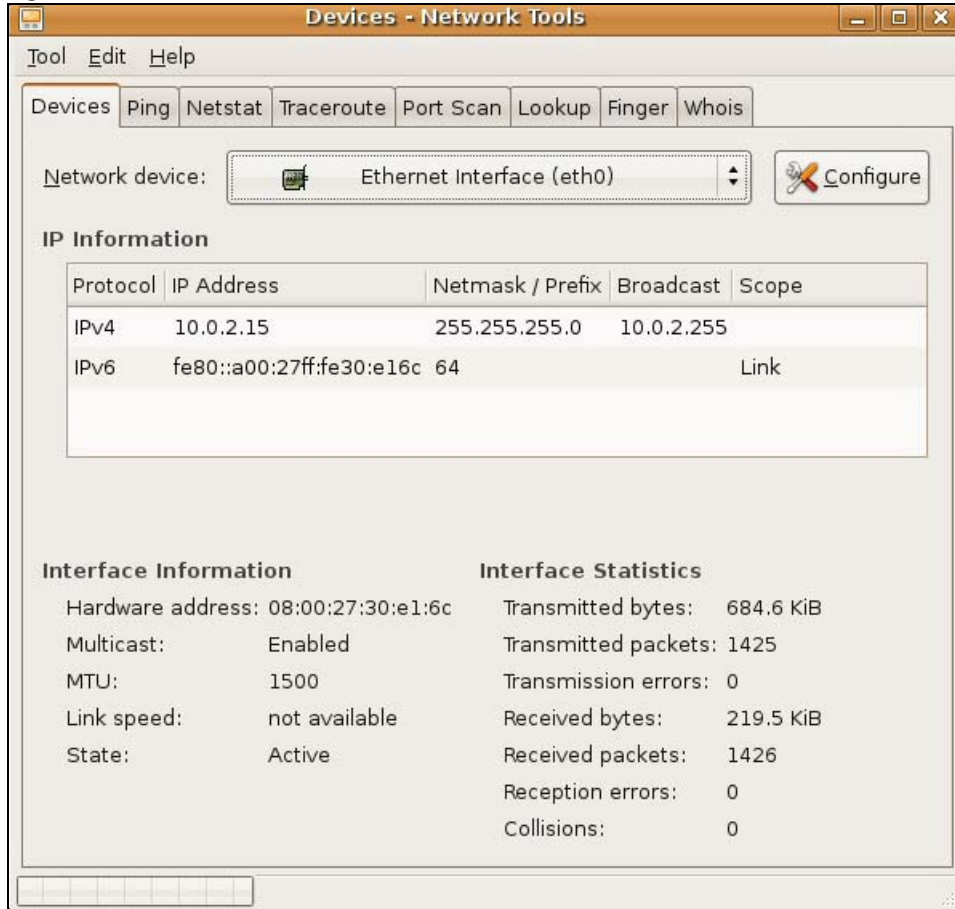 Devices - Network Tools
Tool Edit Help
Devices Ping Netstat Traceroute Port Scan Lookup Finger Whois
Network device: Ethernet Interface (eth0) Configure
IP Information
Protocol IP Address Netmask / Prefix Broadcast Scope
IPv4 10.0.2.15 255.255.255.0 10.0.2.255
IPv6 fe80::a00:27ff:fe30:e16c 64 Link
Interface Information
Hardware address: 08:00:27:30:e1:6c
Multicast: Enabled
MTU: 1500
Link speed: not available
State: Active
Interface Statistics
Transmitted bytes: 684.6 KiB
Transmitted packets: 1425
Transmission errors: 0
Received bytes: 219.5 KiB
Received packets: 1426
Reception errors: 0
Collisions: 0